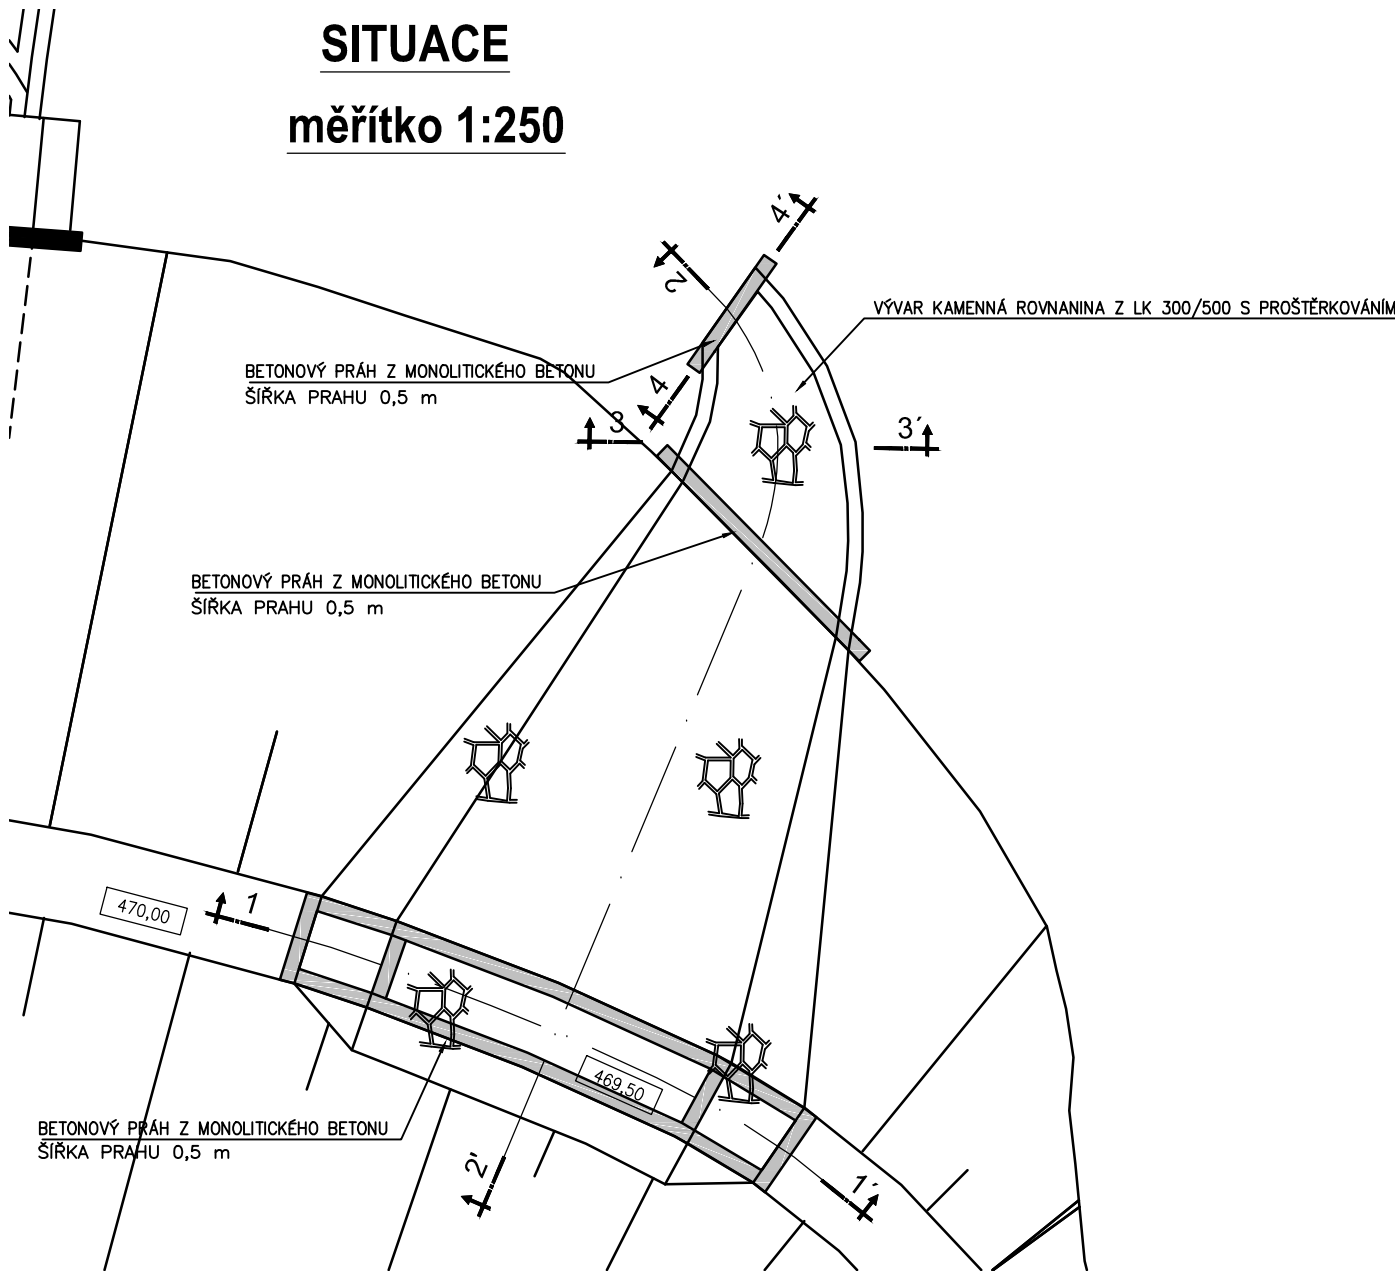 SITUACE
měřítko 1:250
4´
2
VÝVAR KAMENNÁ ROVNANINA Z LK 300/500 S PROŠTĚRKOVÁNÍM
BETONOVÝ PRÁH Z MONOLITICKÉHO BETONU
ŠÍŘKA PRAHU 0,5 m
4
3
3´
BETONOVÝ PRÁH Z MONOLITICKÉHO BETONU
ŠÍŘKA PRAHU 0,5 m
470,00
1
469,50
BETONOVÝ PRÁH Z MONOLITICKÉHO BETONU
ŠÍŘKA PRAHU 0,5 m
2'
1´